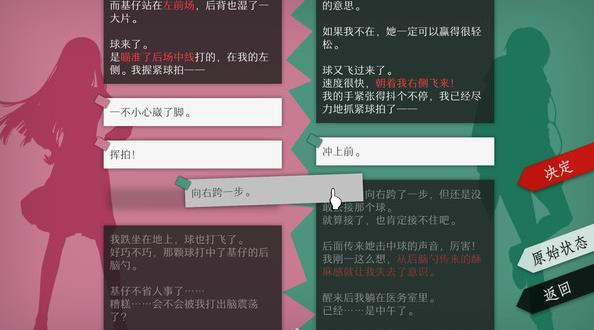 而基仔站在左前场，后背也湿了一
大片。
球来了。
是瞄准了后场中线打的，在我的左
侧。我握紧球拍——
一不小心崴了脚。
挥拍！
向右跨一步。
我跌坐在地上，球也打飞了。
好巧不巧，那颗球打中了基仔的后
脑勺。
基仔不省人事了……
糟糕……会不会被我打出脑震荡
了？
的意思。
如果我不在，她一定可以赢得很轻
松。
球又飞过来了。
速度很快，朝着我右侧飞来！
我的手紧张得抖个不停，我已经尽
力地抓紧球拍了——
冲上前。
向右跨了一步，但还是没
接那个球。
就算接了，也肯定接不住吧。
后面传来她击中球的声音，厉害！
我刚一这么想，从后脑勺传来的酥
麻感就让我失去了意识。
醒来后我躺在医务室里。
已经……是中午了。
决定
原始状态
返回